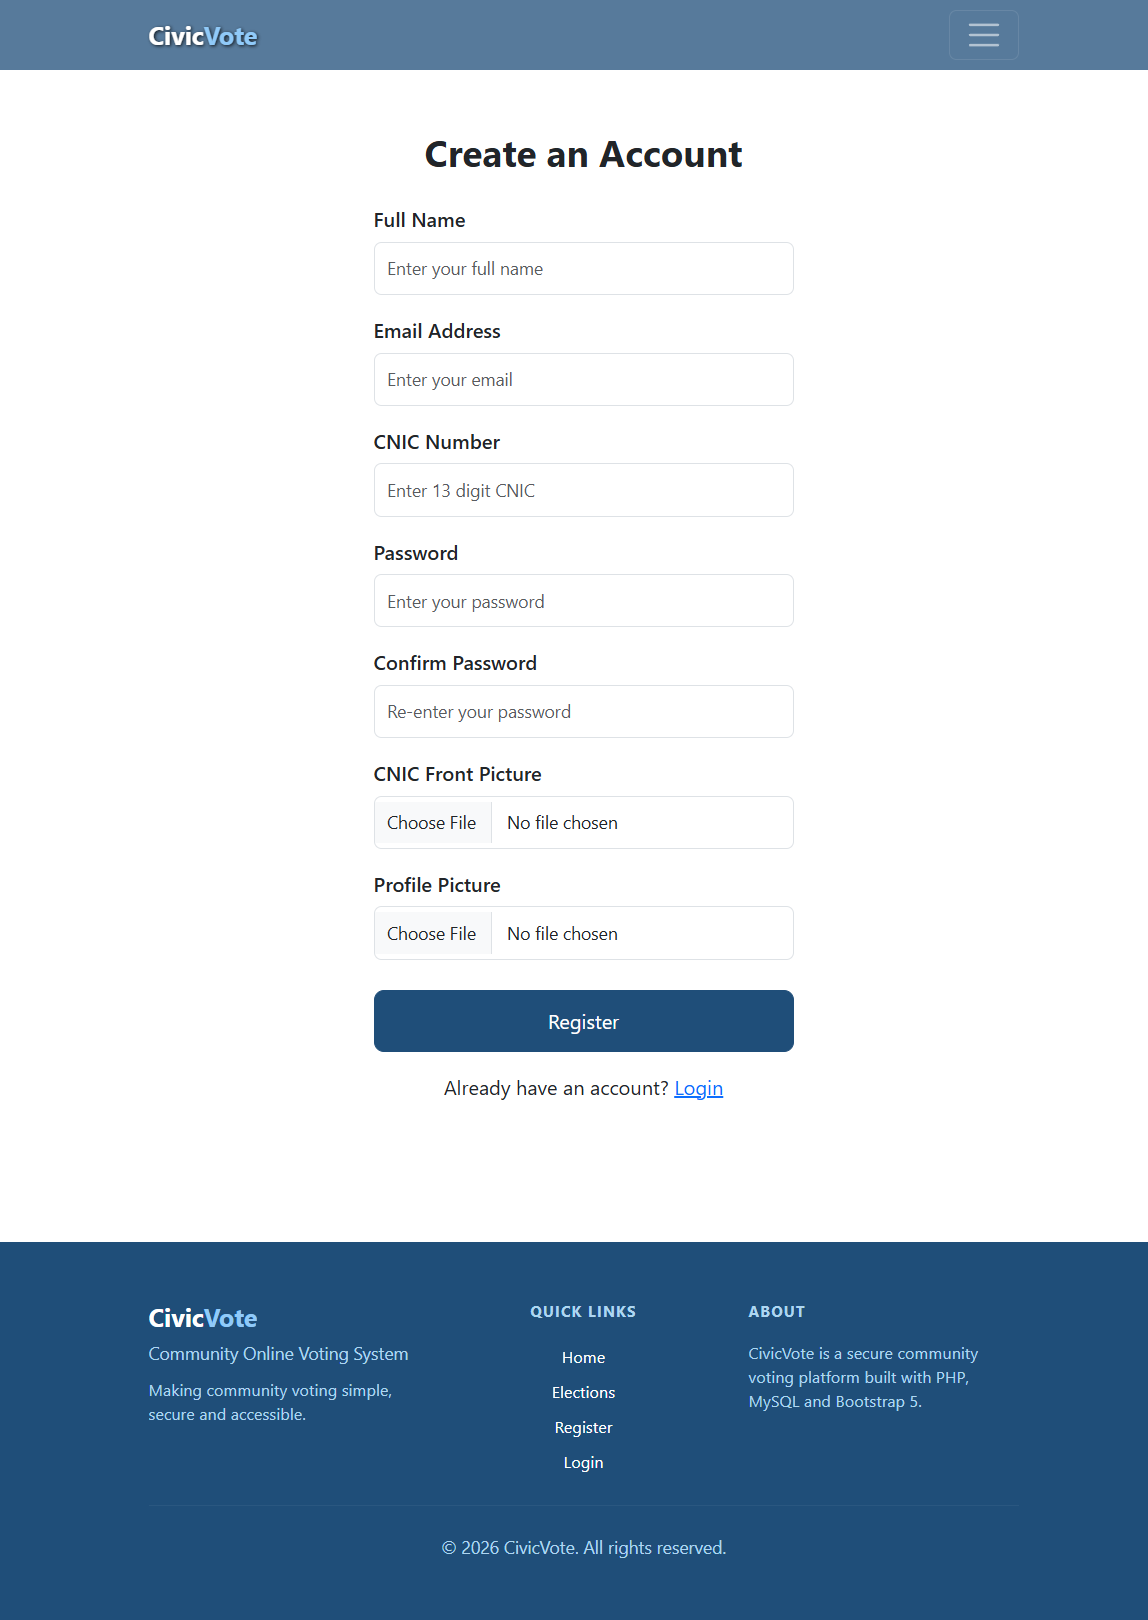 CivicVote
Create an Account
Full Name
Enter your full name
Email Address
Enter your email
CNIC Number
Enter 13 digit CNIC
Password
Enter your password
Confirm Password
Re-enter your password
CNIC Front Picture
Choose File No file chosen
Profile Picture
Choose File No file chosen
Register
Already have an account? Login
CivicVote
Community Online Voting System
Making community voting simple,
secure and accessible.
QUICK LINKS
Home
Elections
Register
Login
ABOUT
CivicVote is a secure community
voting platform built with PHP,
MySQL and Bootstrap 5.
© 2026 CivicVote. All rights reserved.